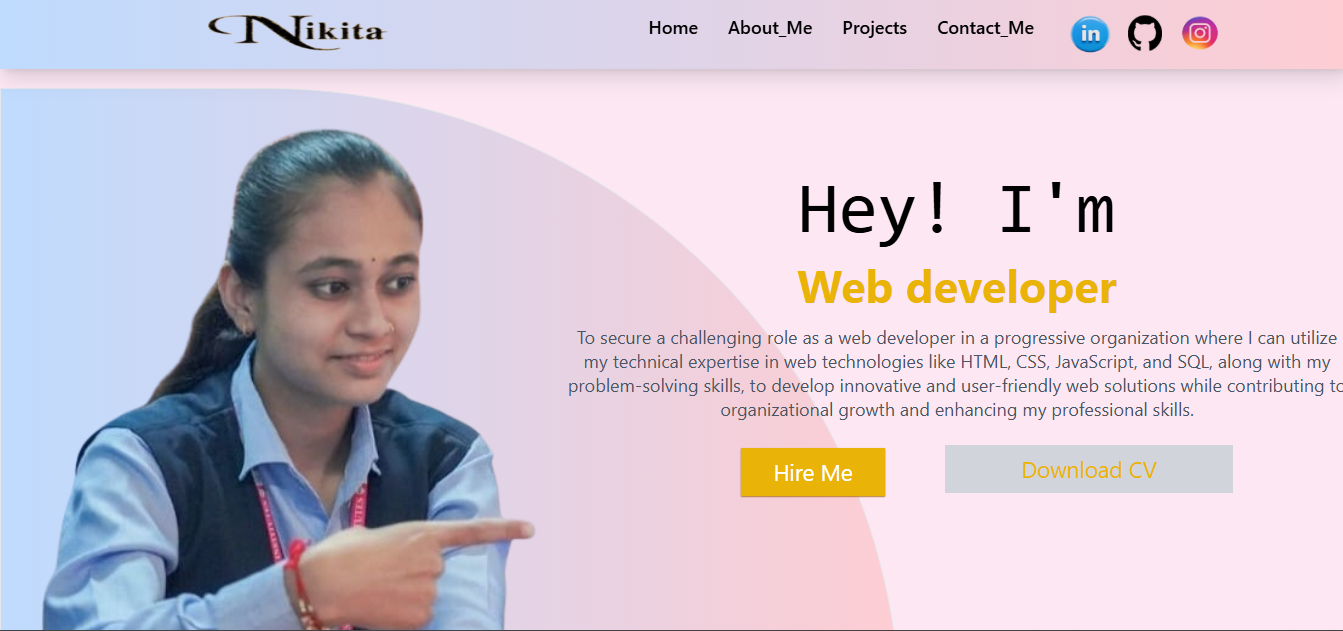 Nikita
Home About_Me Projects Contact_Me
in
Hey! I'm
Web developer
To secure a challenging role as a web developer in a progressive organization where I can utilize
my technical expertise in web technologies like HTML, CSS, JavaScript, and SQL, along with my
problem-solving skills, to develop innovative and user-friendly web solutions while contributing to
organizational growth and enhancing my professional skills.
Hire Me
Download CV